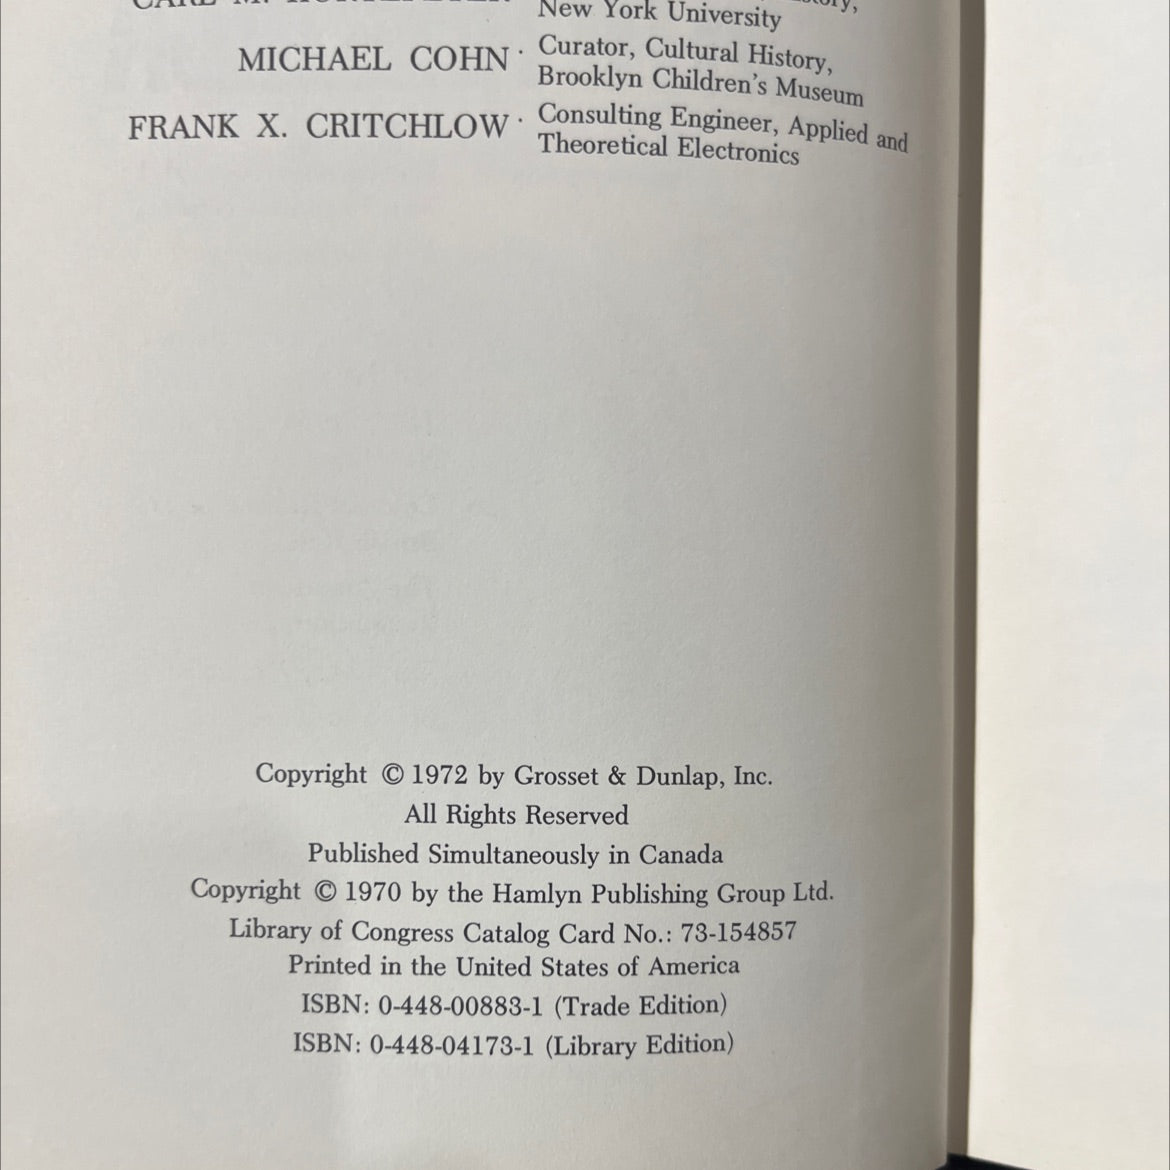 New York University
MICHAEL COHN · Curator, Cultural History,
Brooklyn Children's Museum
FRANK X. CRITCHLOW · Consulting Engineer, Applied and
Theoretical Electronics
Copyright © 1972 by Grosset & Dunlap, Inc.
All Rights Reserved
Published Simultaneously in Canada
Copyright © 1970 by the Hamlyn Publishing Group Ltd.
Library of Congress Catalog Card No.: 73-154857
Printed in the United States of America
ISBN: 0-448-00883-1 (Trade Edition)
ISBN: 0-448-04173-1 (Library Edition)